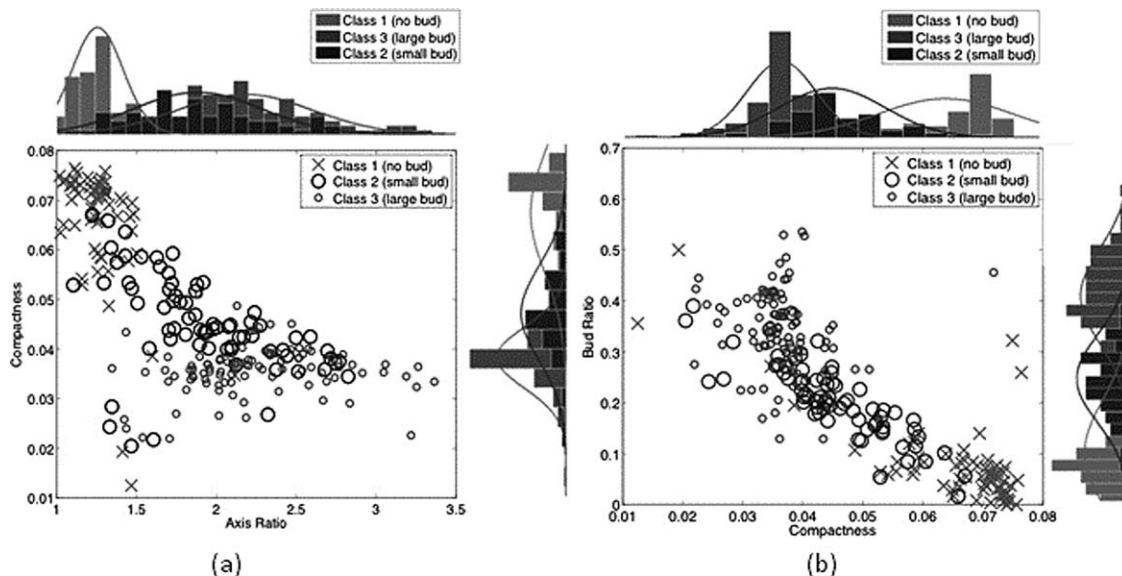 Class 1 (no bud)
Class 3 (large bud)
Class 2 (small bud)
0.08
0.07
0.06
0.05
0.04
0.03
0.02
0.01
Compactness
Class 1 (no bud)
Class 2 (small bud)
Class 3 (large bud)
1
1.5
2
2.5
3
3.5
Axis Ratio
(a)
Class 1 (no bud)
Class 3 (large bud)
Class 2 (small bud)
0.7
0.6
0.5
0.4
0.3
0.2
0.1
0
Bud Ratio
Class 1 (no bud)
Class 2 (small bud)
Class 3 (large bude)
0.01
0.02
0.03
0.04
0.05
0.06
0.07
0.08
Compactness
(b)